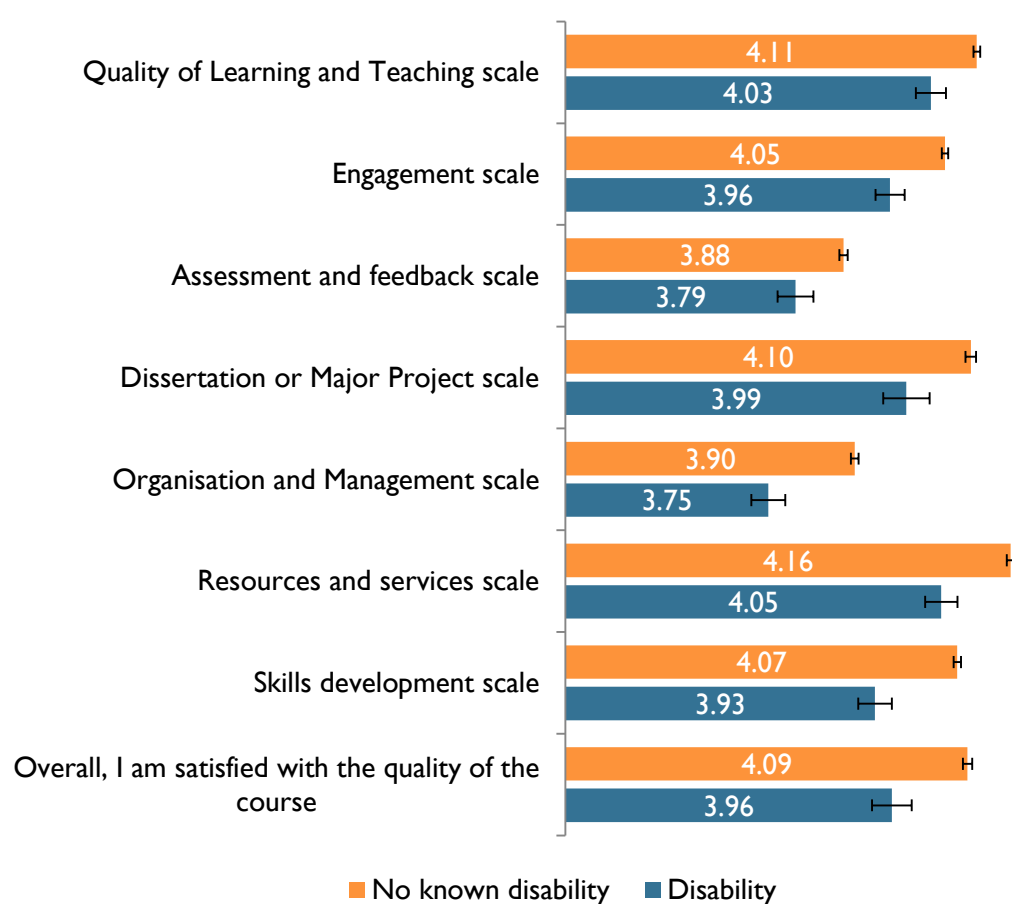 4.11
Quality of Learning and Teaching scale
4.03
4.05
Engagement scale
3.96
3.88
Assessment and feedback scale
3.79
4.10
Dissertation or Major Project scale
3.99
3.90
Organisation and Management scale
3.75
4.16
Resources and services scale
4.05
4.07
Skills development scale
3.93
4.09
Overall, I am satisfied with the quality of the
course
3.96
No known disability Disability